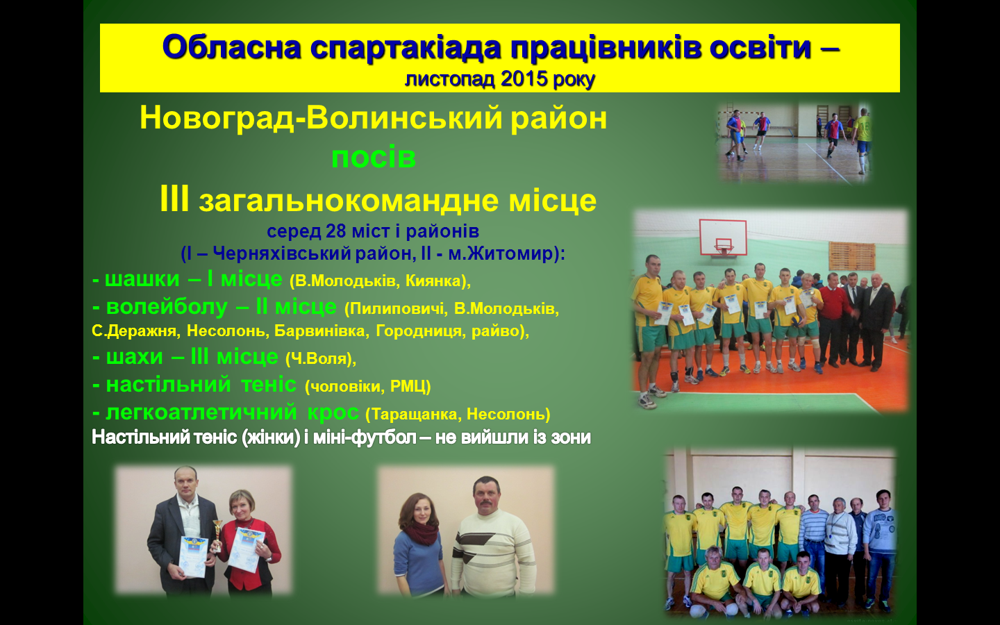 Обласна спартакіада працівників освіти –
листопад 2015 року
Новоград-Волинський район
посів
ІІІ загальнокомандне місце
серед 28 міст і районів
(І – Черняхівський район, ІІ - м.Житомир):
- шашки – І місце (В.Молодьків, Киянка),
- волейболу – ІІ місце (Пилиповичі, В.Молодьків,
С.Деражня, Несолонь, Барвинівка, Городниця, райво),
- шахи – ІІІ місце (Ч.Воля),
- настільний теніс (чоловіки, РМЦ)
- легкоатлетичний крос (Таращанка, Несолонь)
Настільний теніс (жінки) і міні-футбол – не вийшли із зони